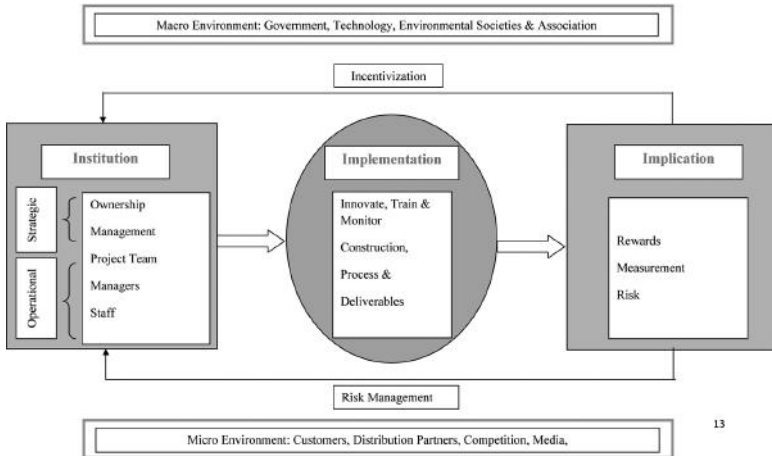 Macro Environment: Government, Technology, Environmental Societies & Association
Incentivization
Institution
Strategic
Operational
Ownership
Management
Project Team
Managers
Staff
Implementation
Innovate, Train &
Monitor
Construction,
Process &
Deliverables
Implication
Rewards
Measurement
Risk
Risk Management
Micro Environment: Customers, Distribution Partners, Competition, Media,
13